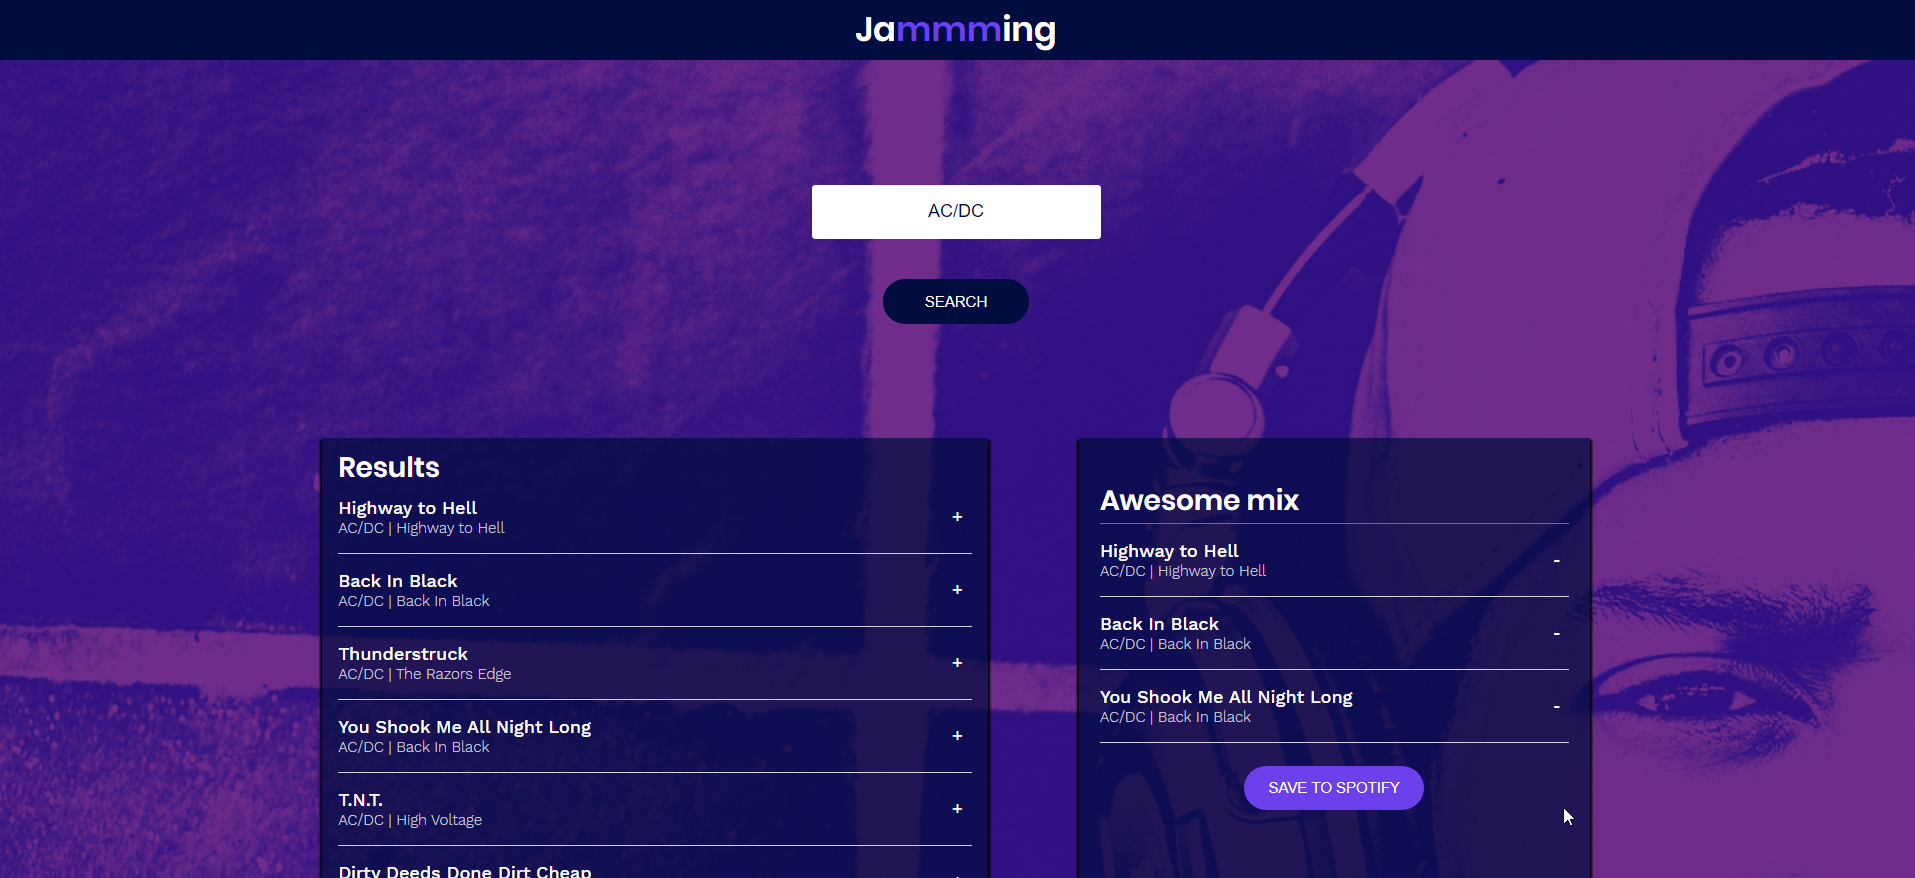 Jammming
AC/DC
SEARCH
Results
Highway to Hell
AC/DC | Highway to Hell
+
Back In Black
AC/DC | Back In Black
+
Thunderstruck
AC/DC | The Razors Edge
+
You Shook Me All Night Long
AC/DC | Back In Black
+
T.N.T.
AC/DC | High Voltage
+
Dirty Deeds Done Dirt Cheap
Awesome mix
Highway to Hell
AC/DC | Highway to Hell
-
Back In Black
AC/DC | Back In Black
-
You Shook Me All Night Long
AC/DC | Back In Black
-
SAVE TO SPOTIFY